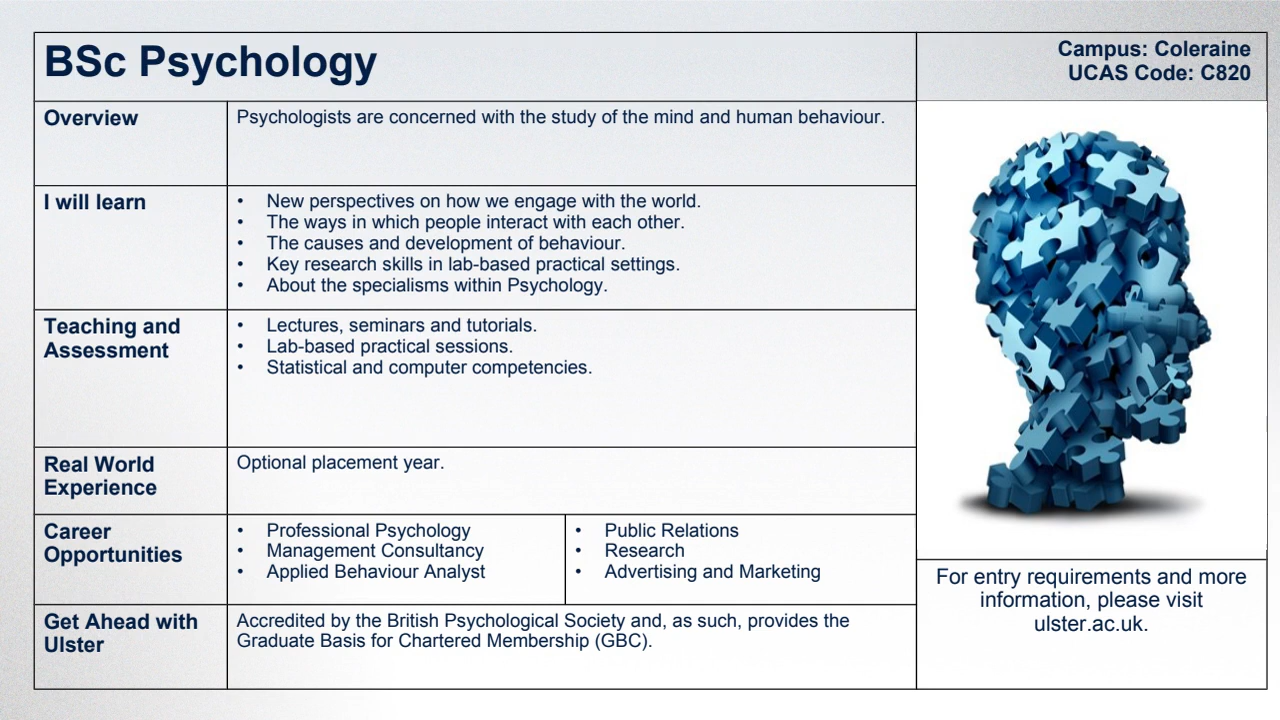 BSc Psychology
Campus: Coleraine
UCAS Code: C820
Overview
Psychologists are concerned with the study of the mind and human behaviour.
I will learn
• New perspectives on how we engage with the world.
• The ways in which people interact with each other.
• The causes and development of behaviour.
• Key research skills in lab-based practical settings.
• About the specialisms within Psychology.
Teaching and
Assessment
• Lectures, seminars and tutorials.
• Lab-based practical sessions.
• Statistical and computer competencies.
Real World
Experience
Optional placement year.
Career
Opportunities
• Professional Psychology
• Management Consultancy
• Applied Behaviour Analyst
• Public Relations
• Research
• Advertising and Marketing
Get Ahead with
Ulster
Accredited by the British Psychological Society and, as such, provides the
Graduate Basis for Chartered Membership (GBC).
For entry requirements and more
information, please visit
ulster.ac.uk.